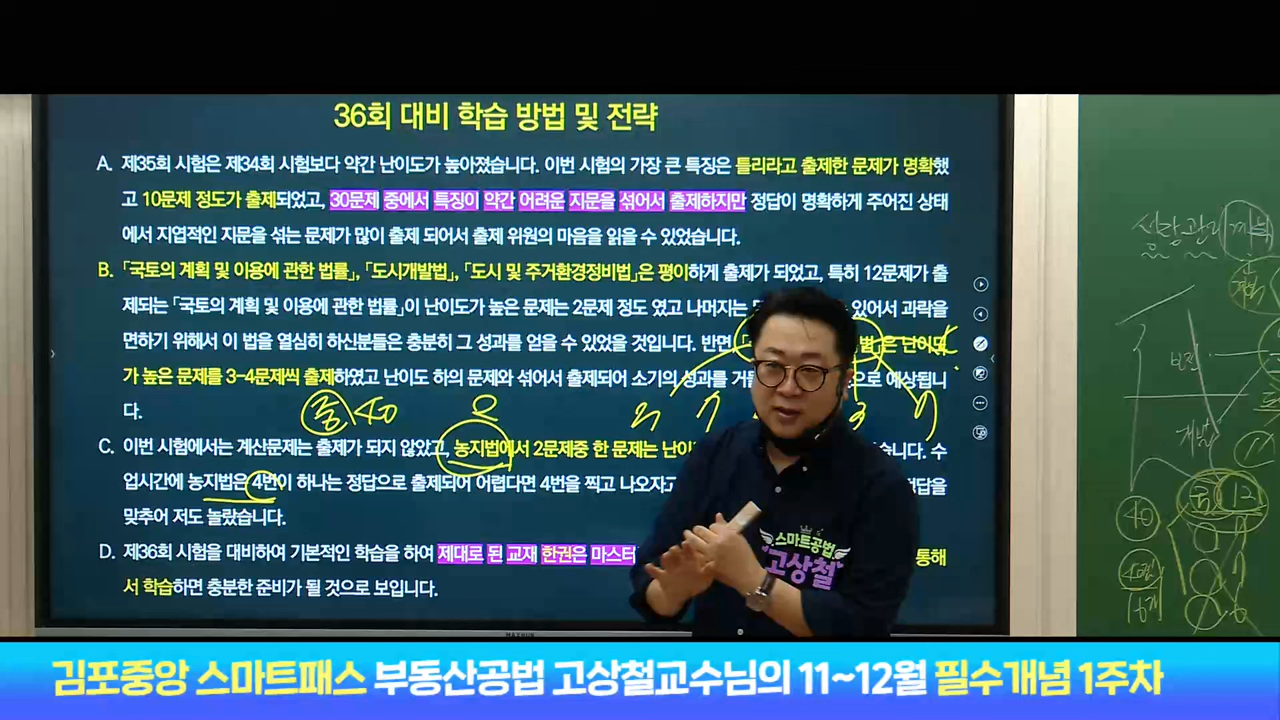 36회 대비 학습 방법 및 전략
A. 제35회 시험은 제34회 시험보다 약간 난이도가 높아졌습니다. 이번 시험의 가장 큰 특징은 틀리라고 출제한 문제가 명확했
고 10문제 정도가 출제되었고, 30문제 중에서 특징이 약간 어려운 지문을 섞어서 출제하지만 정답이 명확하게 주어진 상태
에서 지엽적인 지문을 섞는 문제가 많이 출제 되어서 출제 위원의 마음을 읽을 수 있었습니다.
B. 「국토의 계획 및 이용에 관한 법률」, 「도시개발법」, 「도시 및 주거환경정비법」은 평이하게 출제가 되었고, 특히 12문제가 출
제되는 「국토의 계획 및 이용에 관한 법률」이 난이도가 높은 문제는 2문제 정도 였고 나머지는 있어서 과락을
면하기 위해서 이 법을 열심히 하신분들은 충분히 그 성과를 얻을 수 있었을 것입니다. 반면, 은 난이도
가 높은 문제를 3-4문제씩 출제하였고 난이도 하의 문제와 섞어서 출제되어 소기의 성과를 거 으로 예상됩니
다.
중 40
C. 이번 시험에서는 계산문제는 출제가 되지 않았고, 농지법에서 2문제중 한 문제는 난이 습니다. 수
업시간에 농지법은 4번이 하나는 정답으로 출제되어 어렵다면 4번을 찍고 나오자고 답을
맞추어 저도 놀랐습니다.
D. 제36회 시험을 대비하여 기본적인 학습을 하여 제대로 된 교재 한권은 마스터 통해
서 학습하면 충분한 준비가 될 것으로 보입니다.
스마트공법
고상철
40
12
김포중앙 스마트패스 부동산공법 고상철교수님의 11~12월 필수개념 1주차